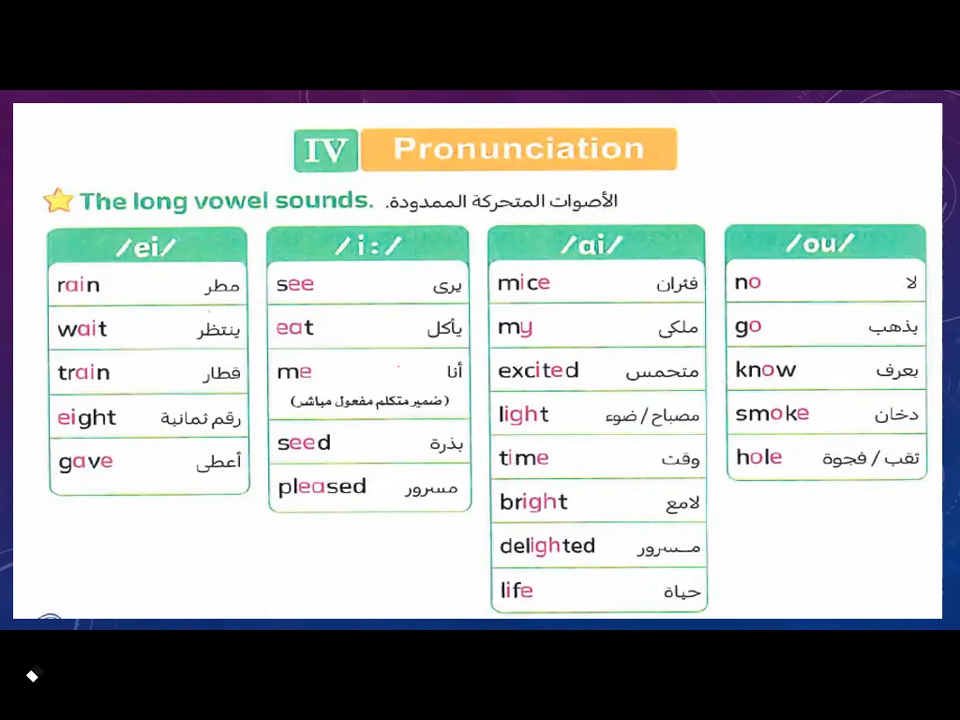 IV Pronunciation
The long vowel sounds. الأصوات المتحركة الممدودة.
/ei/
rain مطر
wait ينتظر
train قطار
eight رقم ثمانية
gave أعطى
/i:/
see يرى
eat يأكل
me أنا
(ضمير متكلم مفعول مباشر)
seed بذرة
pleased مسرور
/ai/
mice فئران
my ملكى
excited متحمس
light مصباح / ضوء
time وقت
bright لامع
delighted مسرور
life حياة
/ou/
no لا
go يذهب
know يعرف
smoke دخان
hole ثقب / فجوة